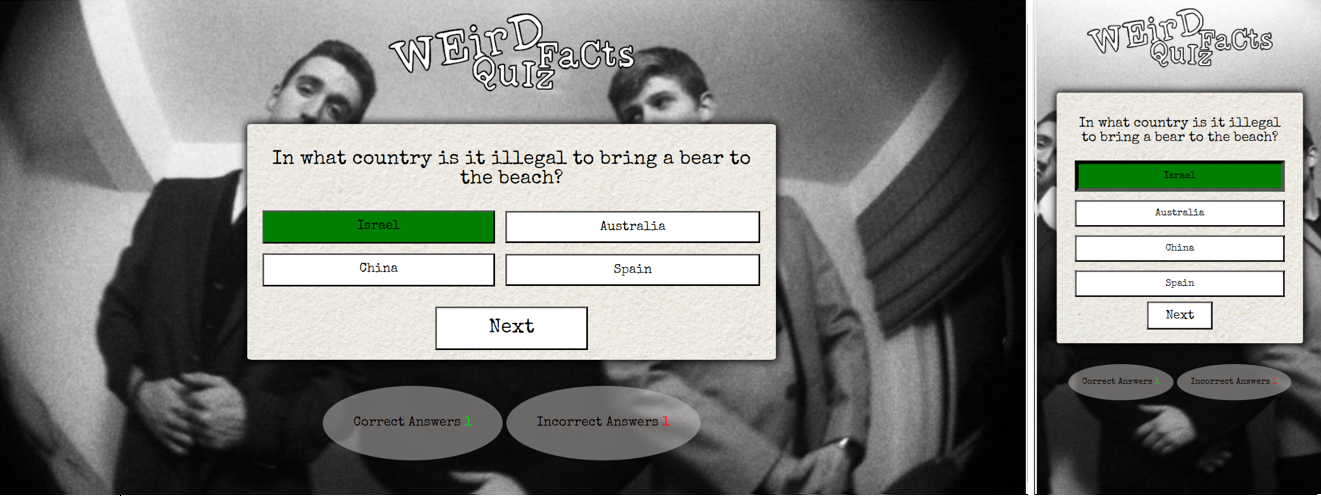 WEirD
FaCts
QuIz
In what country is it illegal to bring a bear to
the beach?
Israel
Australia
China
Spain
Next
Correct Answers 1
Incorrect Answers 1
WEirD
FaCts
QuIz
In what country is it illegal
to bring a bear to the beach?
Israel
Australia
China
Spain
Next
Correct Answers 1
Incorrect Answers 1